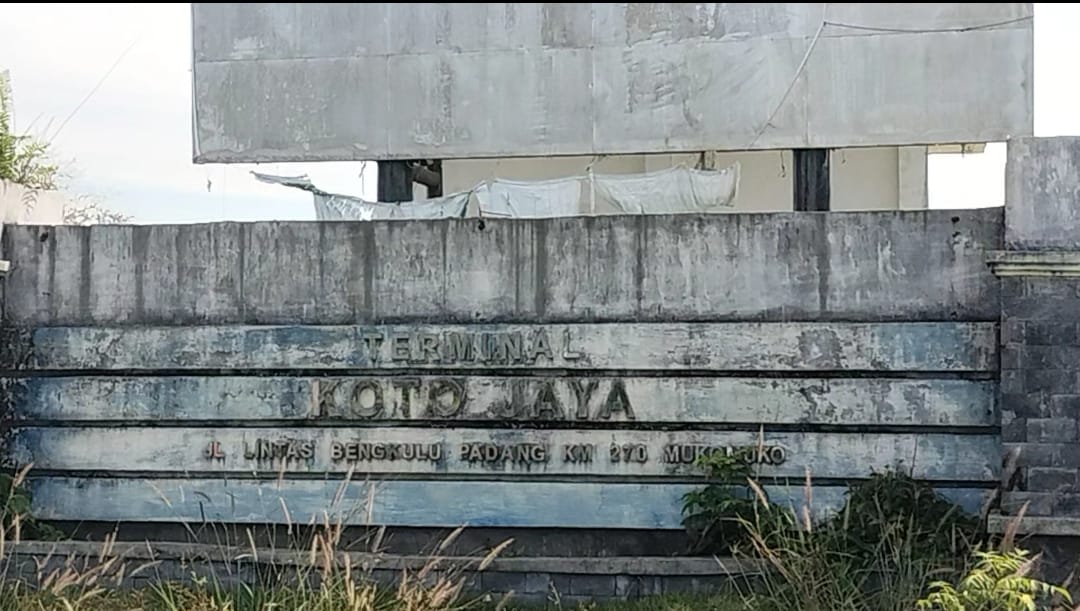 TERMINAL
KOTO JAYA
JL LINTAS BENGKULU PADANG KM 270 MUKOMUKO